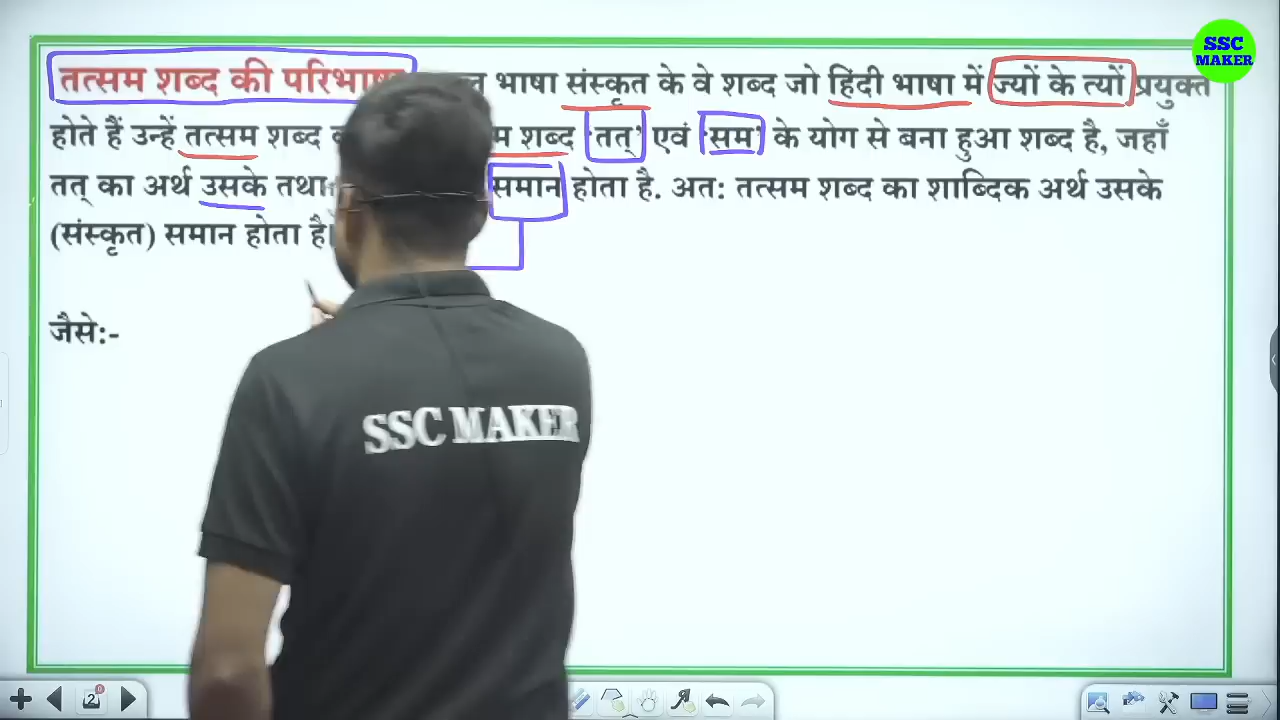 SSC
MAKER
तत्सम शब्द की परिभाषा भाषा संस्कृत के वे शब्द जो हिंदी भाषा में ज्यों के त्यों प्रयुक्त
होते हैं उन्हें तत्सम शब्द शब्द 'तत्' एवं 'सम' के योग से बना हुआ शब्द है, जहाँ
तत् का अर्थ उसके तथा समान होता है. अत: तत्सम शब्द का शाब्दिक अर्थ उसके
(संस्कृत) समान होता है।
जैसे:-
SSC MAKER
2